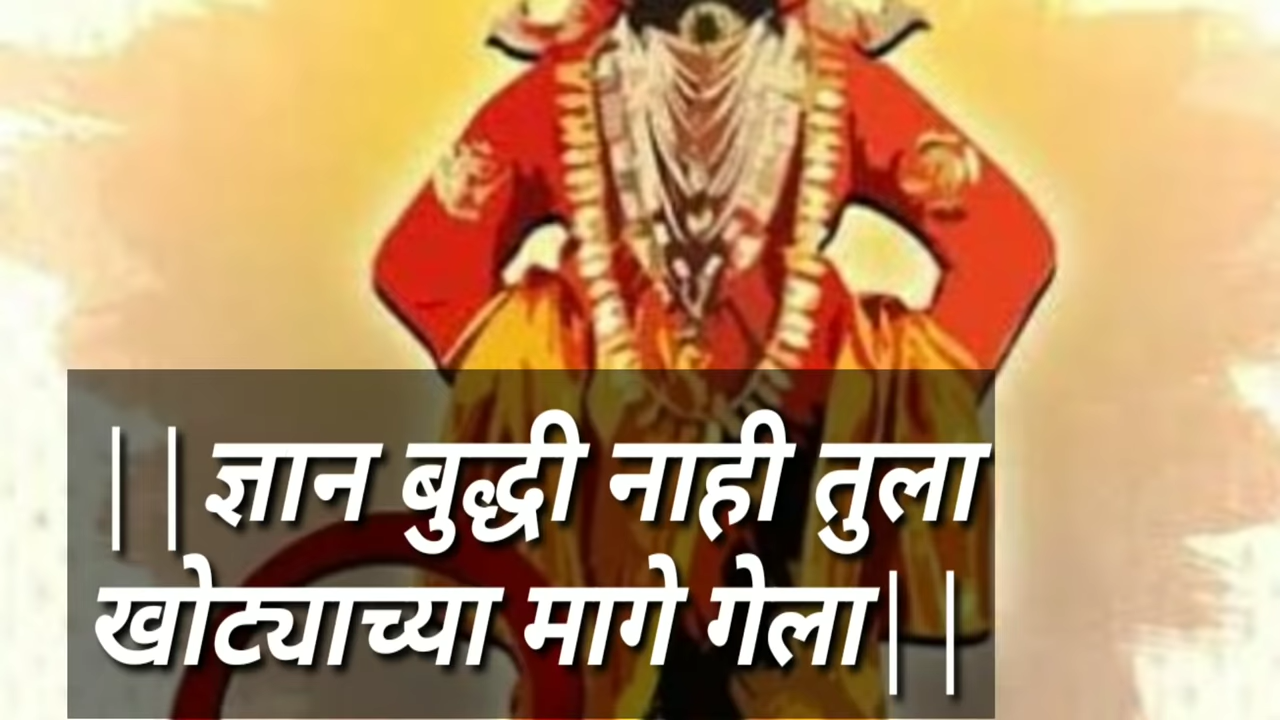 ||ज्ञान बुद्धी नाही तुला
खोट्याच्या मागे गेला||